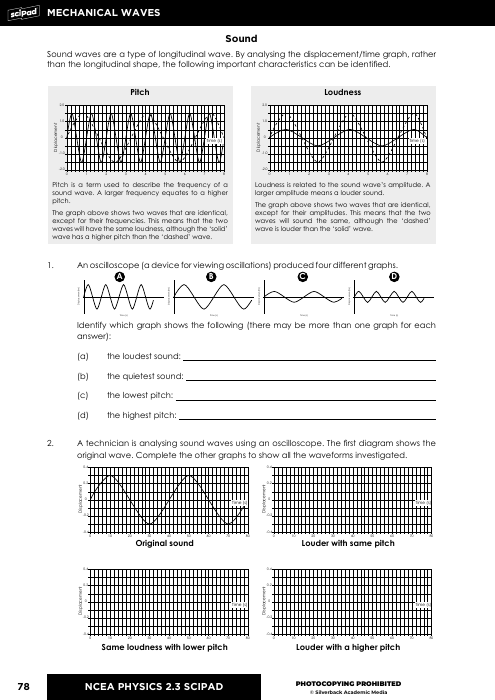 scipad MECHANICAL WAVES
Sound
Sound waves are a type of longitudinal wave. By analysing the displacement/time graph, rather
than the longitudinal shape, the following important characteristics can be identified.
Pitch
Displacement
Time (s)
Pitch is a term used to describe the frequency of a
sound wave. A larger frequency equates to a higher
pitch.
The graph above shows two waves that are identical,
except for their frequencies. This means that the two
waves will have the same loudness, although the ‘solid’
wave has a higher pitch than the ‘dashed’ wave.
Loudness
Displacement
Time (s)
Loudness is related to the sound wave’s amplitude. A
larger amplitude means a louder sound.
The graph above shows two waves that are identical,
except for their amplitudes. This means that the two
waves will sound the same, although the ‘dashed’
wave is louder than the ‘solid’ wave.
1. An oscilloscope (a device for viewing oscillations) produced four different graphs.
A B C D
Identify which graph shows the following (there may be more than one graph for each
answer):
(a) the loudest sound:
(b) the quietest sound:
(c) the lowest pitch:
(d) the highest pitch:
2. A technician is analysing sound waves using an oscilloscope. The first diagram shows the
original wave. Complete the other graphs to show all the waveforms investigated.
Displacement
Time (s)
Original sound
Displacement
Time (s)
Louder with same pitch
Displacement
Time (s)
Same loudness with lower pitch
Displacement
Time (s)
Louder with a higher pitch
78 NCEA PHYSICS 2.3 SCIPAD
PHOTOCOPYING PROHIBITED
© Silverback Academic Media